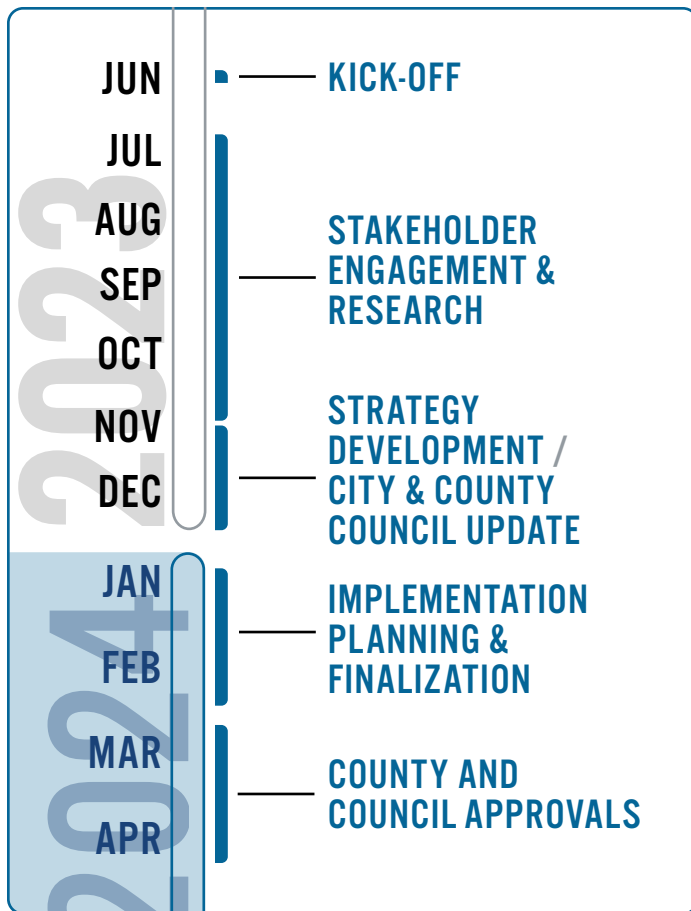 2023
JUN
JUL
AUG
SEP
OCT
NOV
DEC
KICK-OFF
STAKEHOLDER
ENGAGEMENT &
RESEARCH
STRATEGY
DEVELOPMENT /
CITY & COUNTY
COUNCIL UPDATE
2024
JAN
FEB
MAR
APR
IMPLEMENTATION
PLANNING &
FINALIZATION
COUNTY AND
COUNCIL APPROVALS